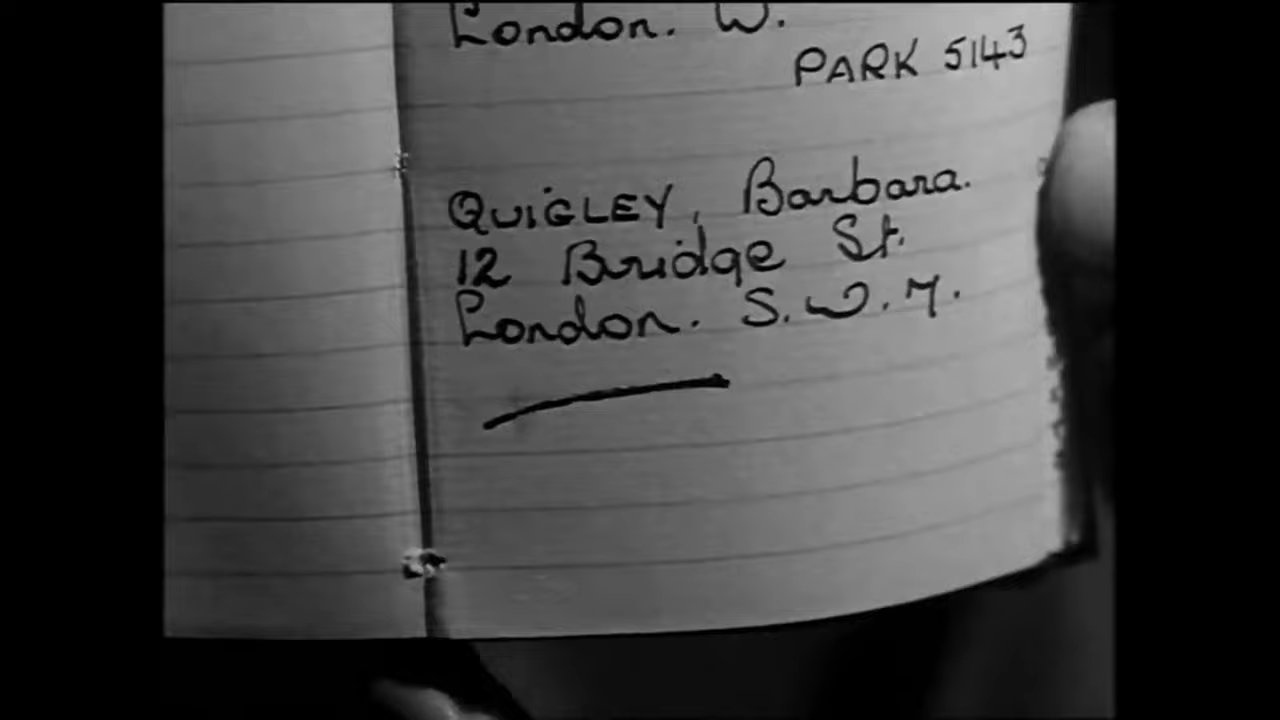 London. W.
PARK 5143
QUIGLEY, Barbara.
12 Bridge St.
London. S.W.7.